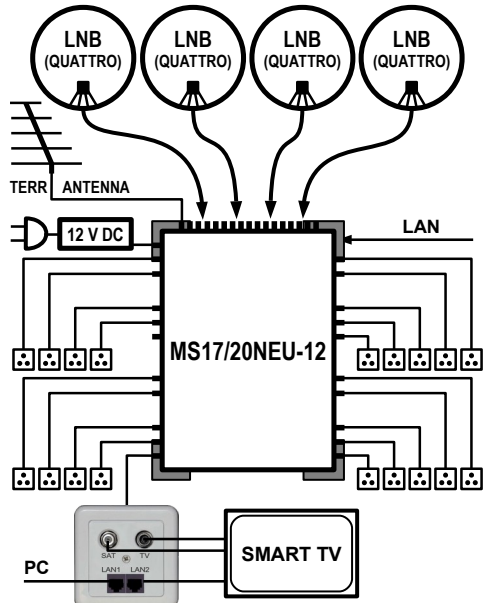 LNB
(QUATTRO)
LNB
(QUATTRO)
LNB
(QUATTRO)
LNB
(QUATTRO)
TERR ANTENNA
12 V DC
LAN
MS17/20NEU-12
SAT TV
LAN1 LAN2
PC
SMART TV